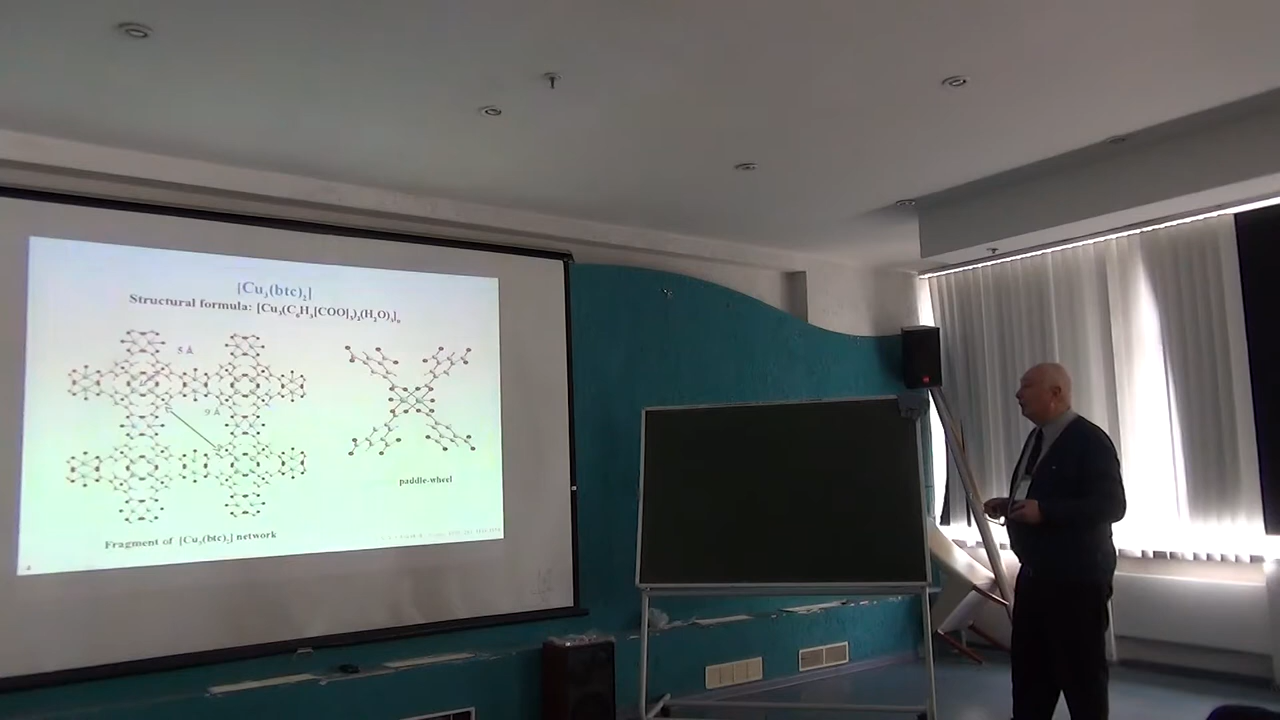 [Cu₃(btc)₂]
Structural formula: [Cu₃(C₆H₃[COO]₃)₂(H₂O)₃]ₙ
5 Å
9 Å
paddle-wheel
Fragment of [Cu₃(btc)₂] network
4